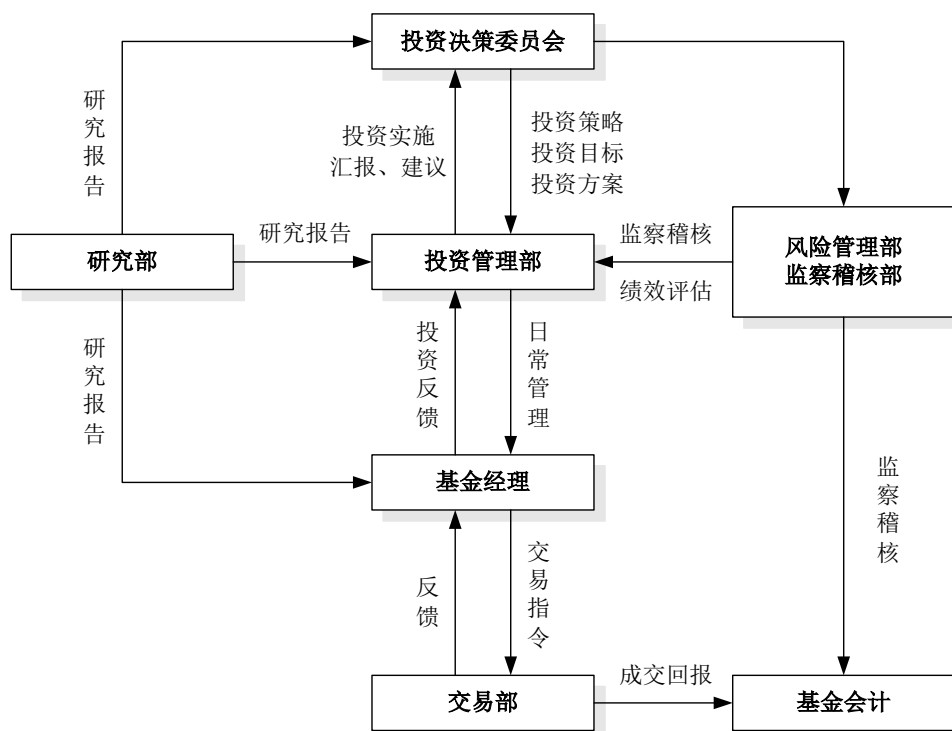 投资决策委员会
研究报告
投资实施
汇报、建议
投资策略
投资目标
投资方案
研究部
研究报告
投资管理部
监察稽核
绩效评估
风险管理部
监察稽核部
研究报告
投资反馈
日常管理
基金经理
监察稽核
反馈
交易指令
交易部
成交回报
基金会计